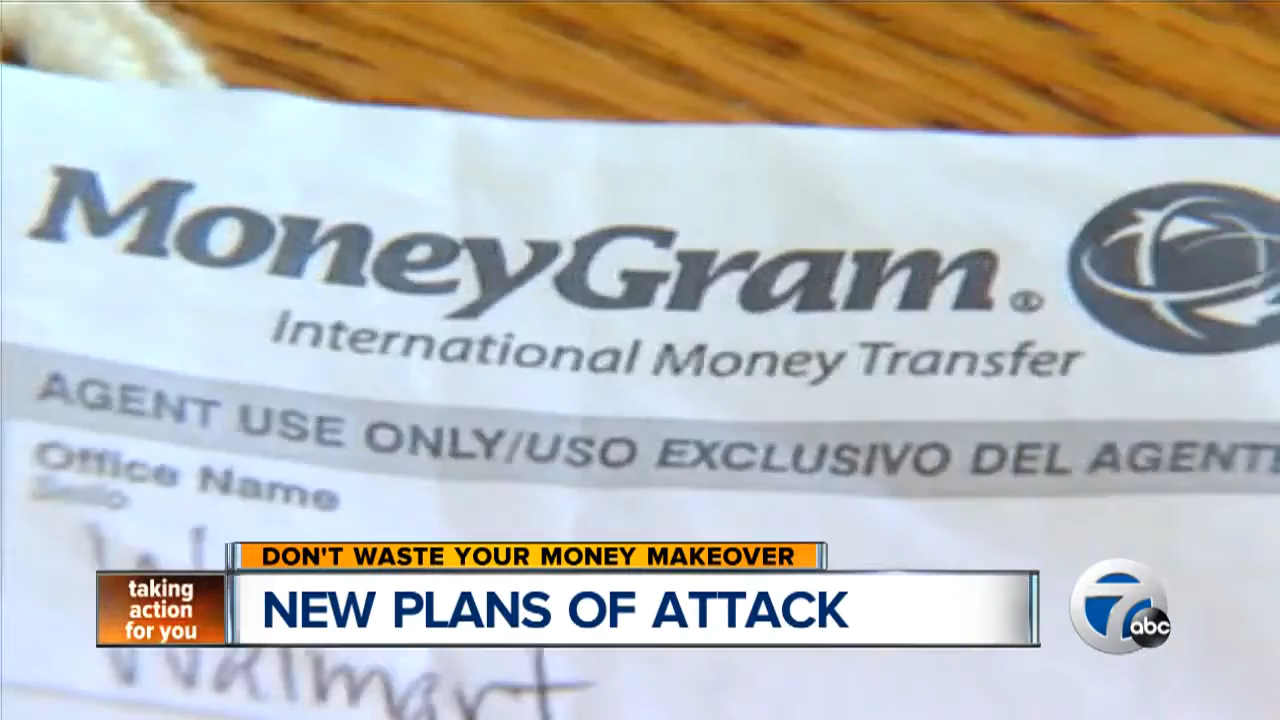 MoneyGram®
International Money Transfer
AGENT USE ONLY/USO EXCLUSIVO DEL AGENTE
Office Name
Sello
Walmart
DON'T WASTE YOUR MONEY MAKEOVER
taking
action
for you
NEW PLANS OF ATTACK
7
abc